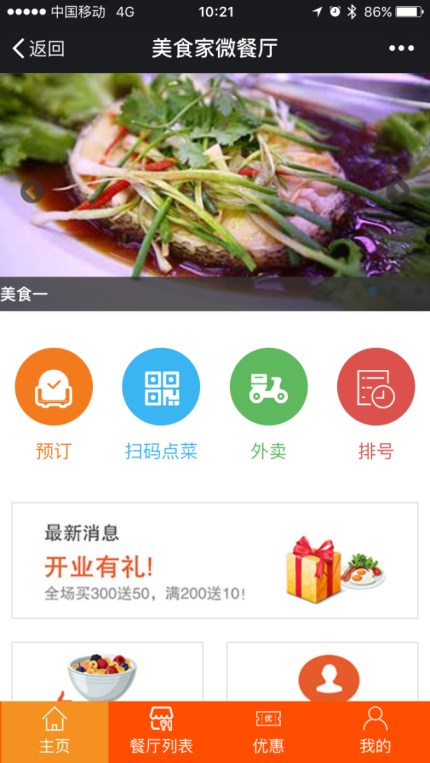 中国移动 4G 10:21 86%
返回 美食家微餐厅
美食一
预订 扫码点菜 外卖 排号
最新消息
开业有礼!
全场买300送50，满200送10!
优
主页 餐厅列表 优惠 我的